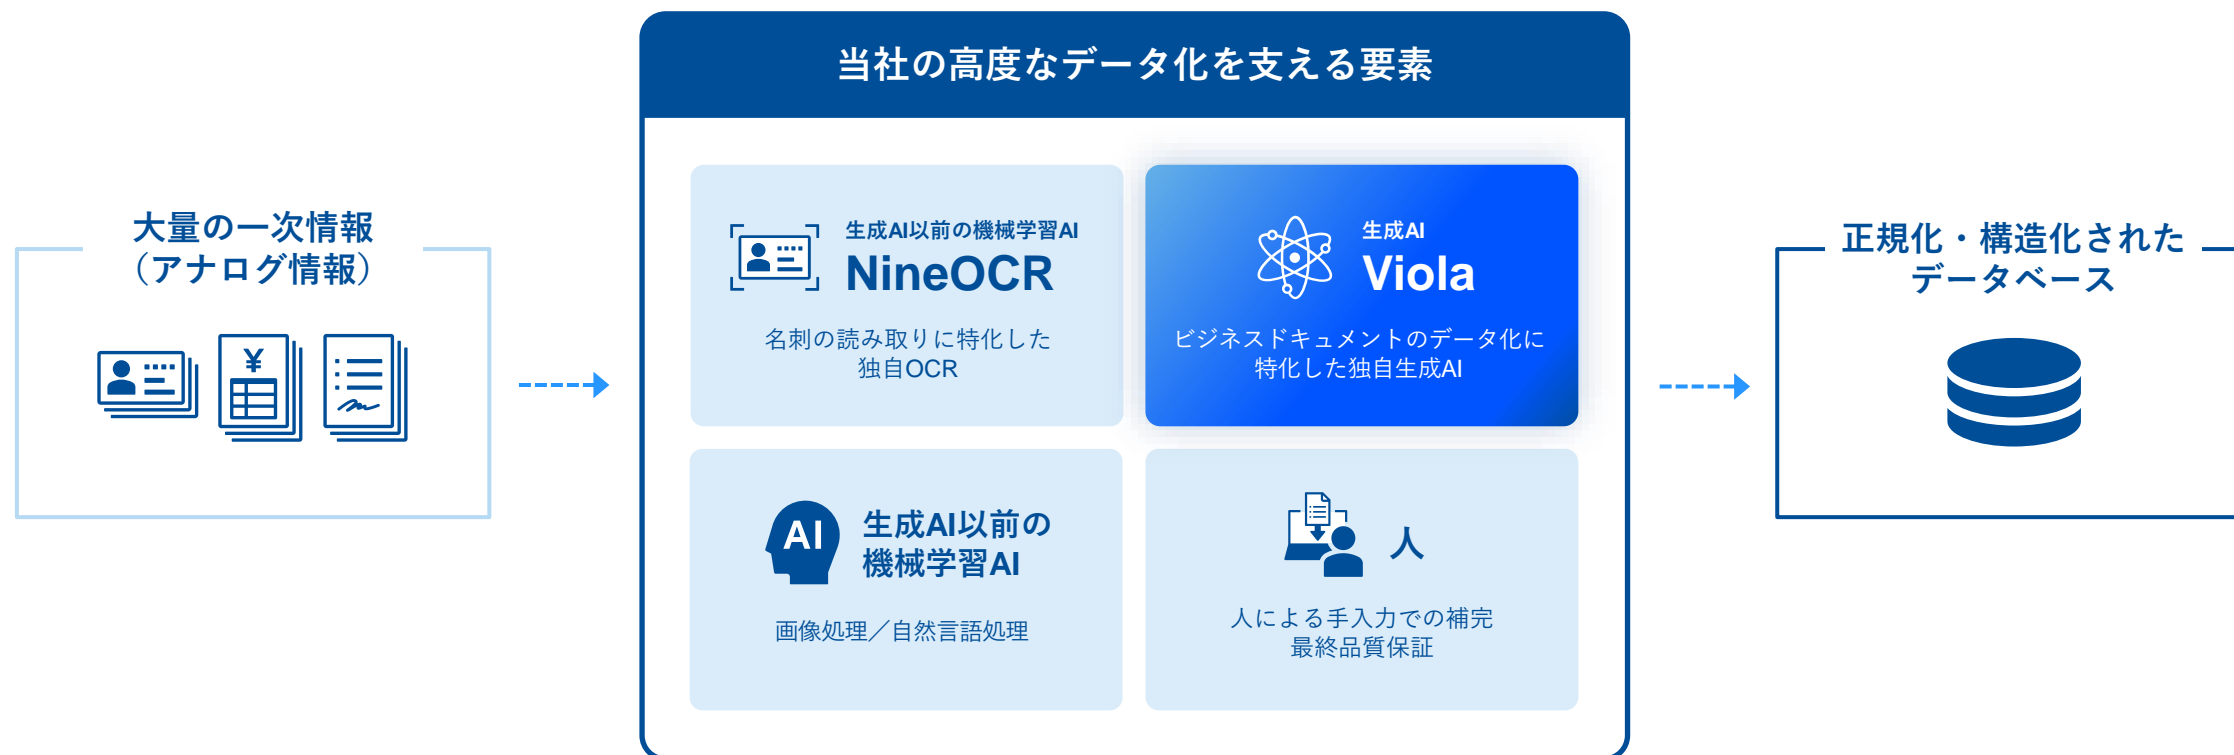 当社の高度なデータ化を支える要素
大量の一次情報
（アナログ情報）
¥
生成AI以前の機械学習AI
NineOCR
名刺の読み取りに特化した
独自OCR
生成AI
Viola
ビジネスドキュメントのデータ化に
特化した独自生成AI
AI
生成AI以前の
機械学習AI
画像処理／自然言語処理
人
人による手入力での補完
最終品質保証
正規化・構造化された
データベース